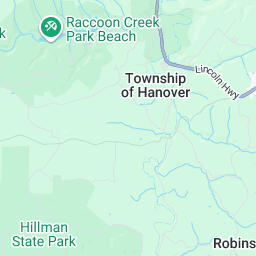 Raccoon Creek
Park Beach
Township
of Hanover
Lincoln Hwy
Hillman
State Park
Robins